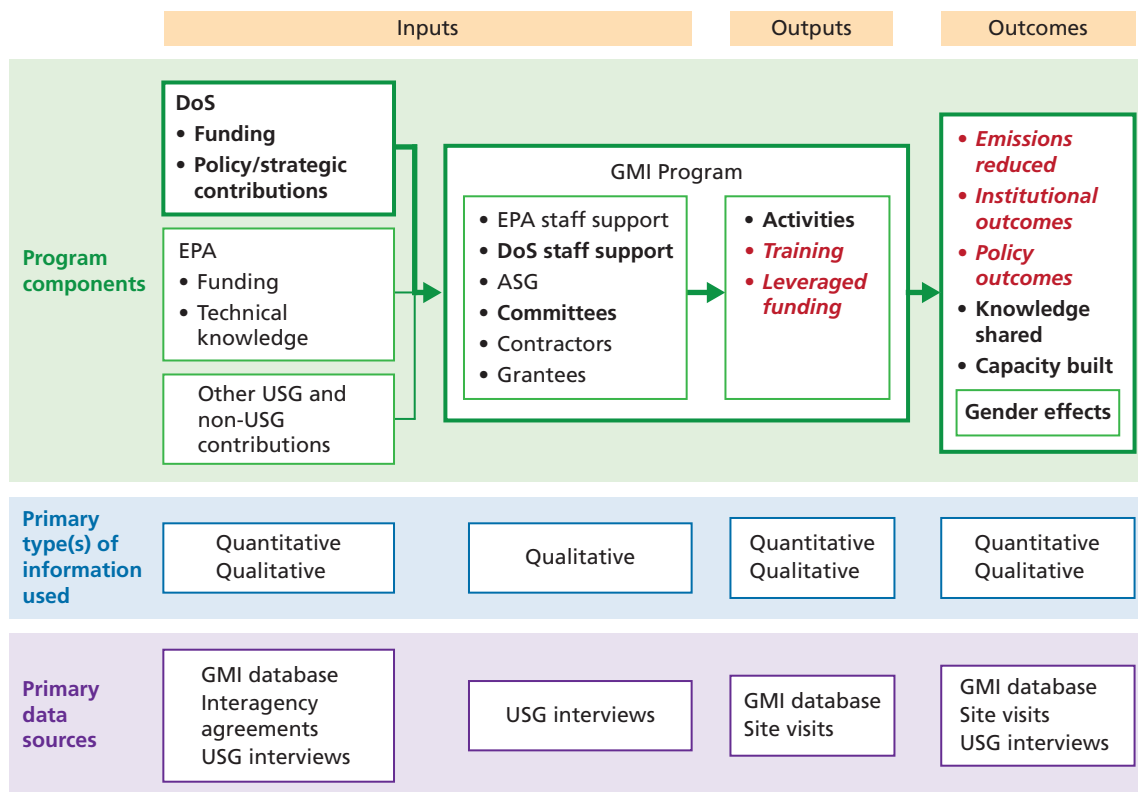 Inputs
Outputs
Outcomes
Program
components
DoS
• Funding
• Policy/strategic
contributions
EPA
• Funding
• Technical
knowledge
Other USG and
non-USG
contributions
GMI Program
• EPA staff support
• DoS staff support
• ASG
• Committees
• Contractors
• Grantees
• Activities
• Training
• Leveraged
funding
• Emissions
reduced
• Institutional
outcomes
• Policy
outcomes
• Knowledge
shared
• Capacity built
Gender effects
Primary
type(s) of
information
used
Quantitative
Qualitative
Qualitative
Quantitative
Qualitative
Quantitative
Qualitative
Primary
data
sources
GMI database
Interagency
agreements
USG interviews
USG interviews
GMI database
Site visits
GMI database
Site visits
USG interviews